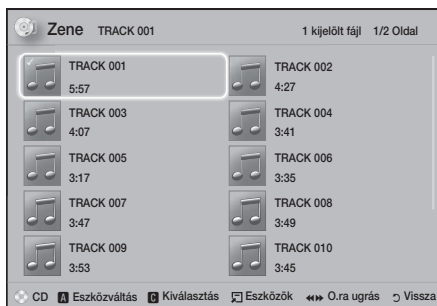 Zene TRACK 001 1 kijelölt fájl 1/2 Oldal
TRACK 001 TRACK 002
5:57 4:27
TRACK 003 TRACK 004
4:07 3:41
TRACK 005 TRACK 006
3:17 3:35
TRACK 007 TRACK 008
3:47 3:49
TRACK 009 TRACK 010
3:53 3:45
CD A Eszközváltás C Kiválasztás Eszközök O.ra ugrás Vissza